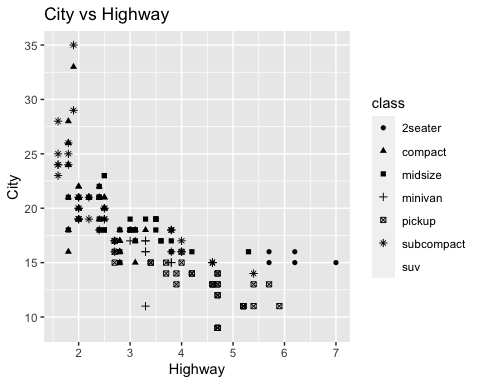 City vs Highway
35
30
25
20
15
10
City
2
3
4
5
6
7
Highway
class
2seater
compact
midsize
minivan
pickup
subcompact
suv